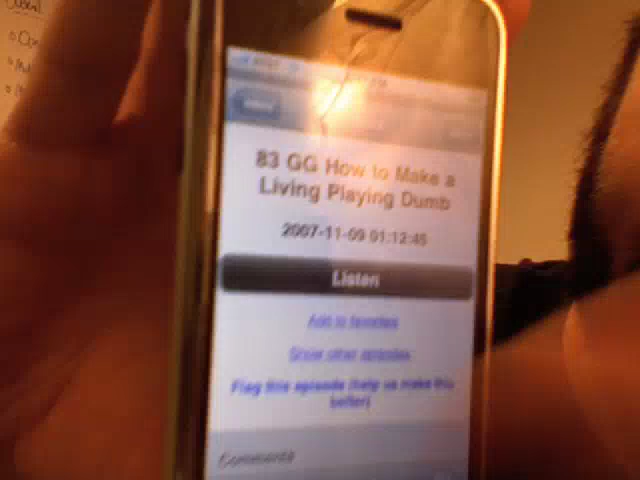 83 GG How to Make a
Living Playing Dumb
2007-11-09 01:12:45
Listen
Add to favorites
Show other episodes
Flag this episode (help us make this
better)
Comments